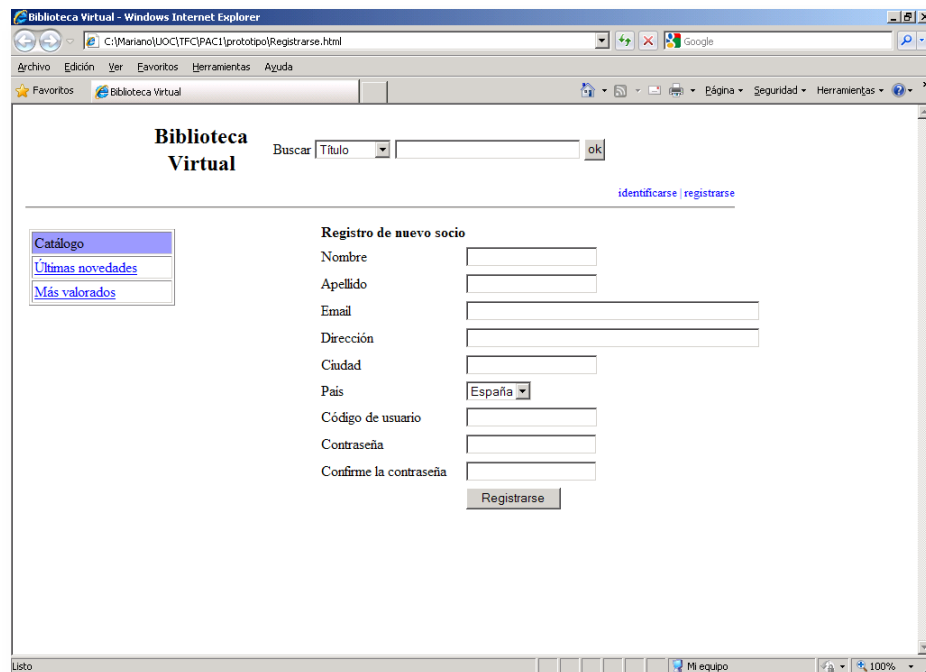 Biblioteca Virtual - Windows Internet Explorer
C:\Mariano\UOC\TFC\PAC1\prototipo\Registrarse.html
Google
Archivo Edición Ver Favoritos Herramientas Ayuda
Favoritos Biblioteca Virtual Página Seguridad Herramientas
Biblioteca
Virtual
Buscar Título ok
identificarse | registrarse
Catálogo
Últimas novedades
Más valorados
Registro de nuevo socio
Nombre
Apellido
Email
Dirección
Ciudad
País España
Código de usuario
Contraseña
Confirme la contraseña
Registrarse
Listo Mi equipo 100%